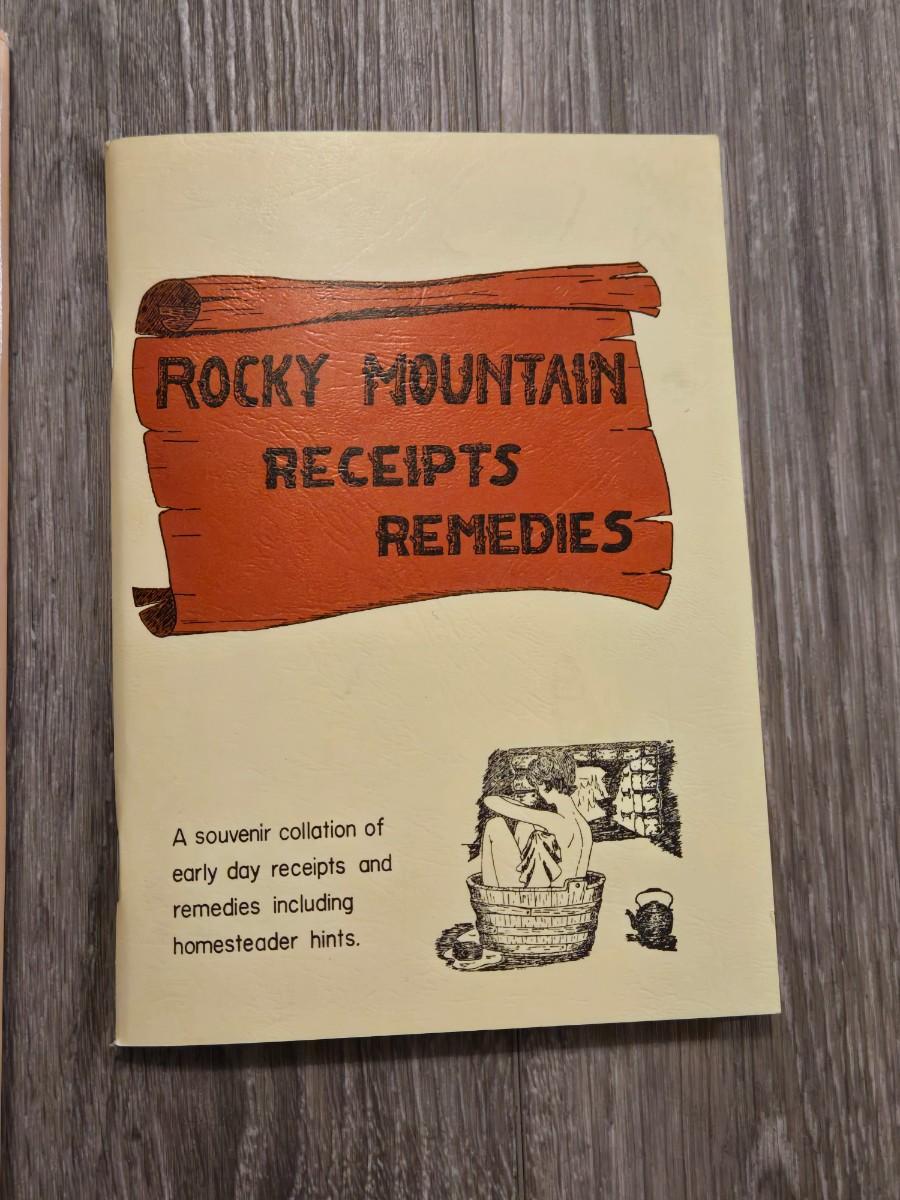 ROCKY MOUNTAIN
RECEIPTS
REMEDIES
A souvenir collation of
early day receipts and
remedies including
homesteader hints.